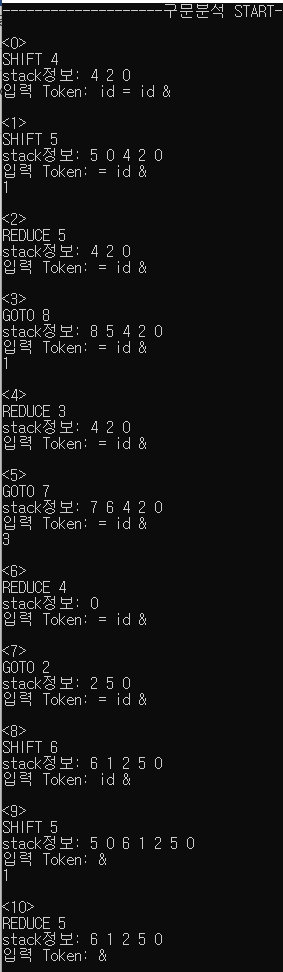 --------------------구문분석 START-
<0>
SHIFT 4
stack정보: 4 2 0
입력 Token: id = id &
<1>
SHIFT 5
stack정보: 5 0 4 2 0
입력 Token: = id &
1
<2>
REDUCE 5
stack정보: 4 2 0
입력 Token: = id &
<3>
GOTO 8
stack정보: 8 5 4 2 0
입력 Token: = id &
1
<4>
REDUCE 3
stack정보: 4 2 0
입력 Token: = id &
<5>
GOTO 7
stack정보: 7 6 4 2 0
입력 Token: = id &
3
<6>
REDUCE 4
stack정보: 0
입력 Token: = id &
<7>
GOTO 2
stack정보: 2 5 0
입력 Token: = id &
<8>
SHIFT 6
stack정보: 6 1 2 5 0
입력 Token: id &
<9>
SHIFT 5
stack정보: 5 0 6 1 2 5 0
입력 Token: &
1
<10>
REDUCE 5
stack정보: 6 1 2 5 0
입력 Token: &